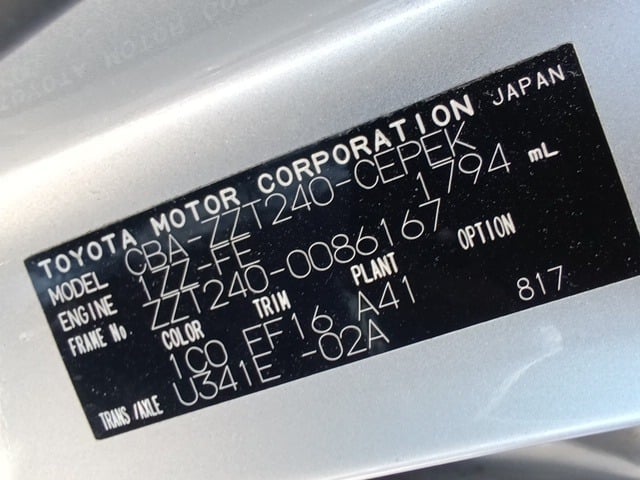 TOYOTA MOTOR CORPORATION JAPAN
MODEL CBA-ZZT240-CEPEK
ENGINE 1ZZ-FE 1794 mL
FRAME No. ZZT240-0086167
COLOR TRIM PLANT OPTION
1C0 EF16 A41
TRANS/AXLE U341E -02A 817